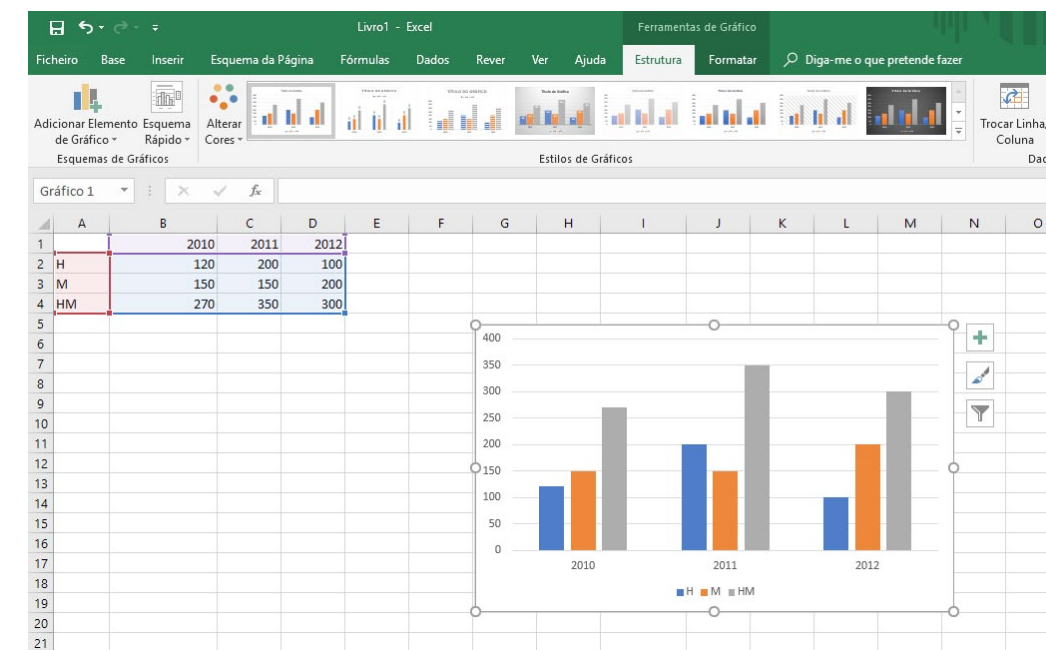 Livro1 - Excel
Ferramentas de Gráfico
Ficheiro Base Inserir Esquema da Página Fórmulas Dados Rever Ver Ajuda Estrutura Formatar Diga-me o que pretende fazer
Adicionar Elemento de Gráfico
Esquema Rápido
Alterar Cores
Trocar Linha/
Coluna
Esquemas de Gráficos
Estilos de Gráficos
Gráfico 1
fx
A B C D E F G H I J K L M N O
1 2010 2011 2012
2 H 120 200 100
3 M 150 150 200
4 HM 270 350 300
5
6
7
8
9
10
11
12
13
14
15
16
17
18
19
20
21
400
350
300
250
200
150
100
50
0
2010 2011 2012
H M HM